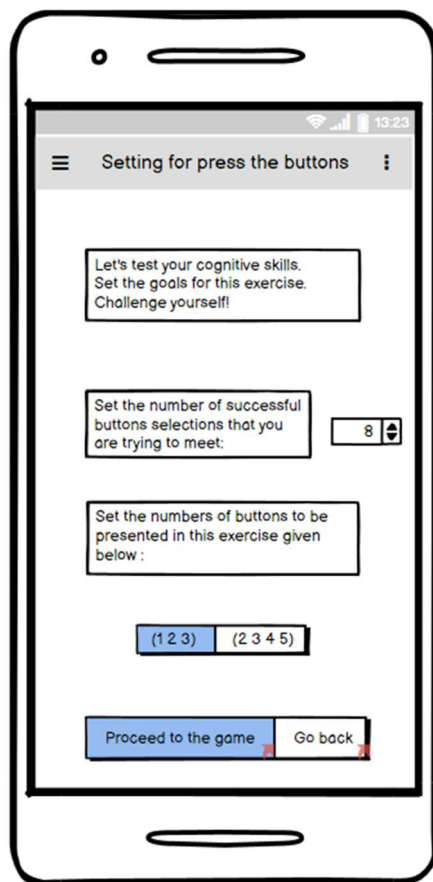 13:23
Setting for press the buttons
Let's test your cognitive skills.
Set the goals for this exercise.
Challenge yourself!
Set the number of successful
buttons selections that you
are trying to meet:
8
Set the numbers of buttons to be
presented in this exercise given
below :
(1 2 3) (2 3 4 5)
Proceed to the game Go back